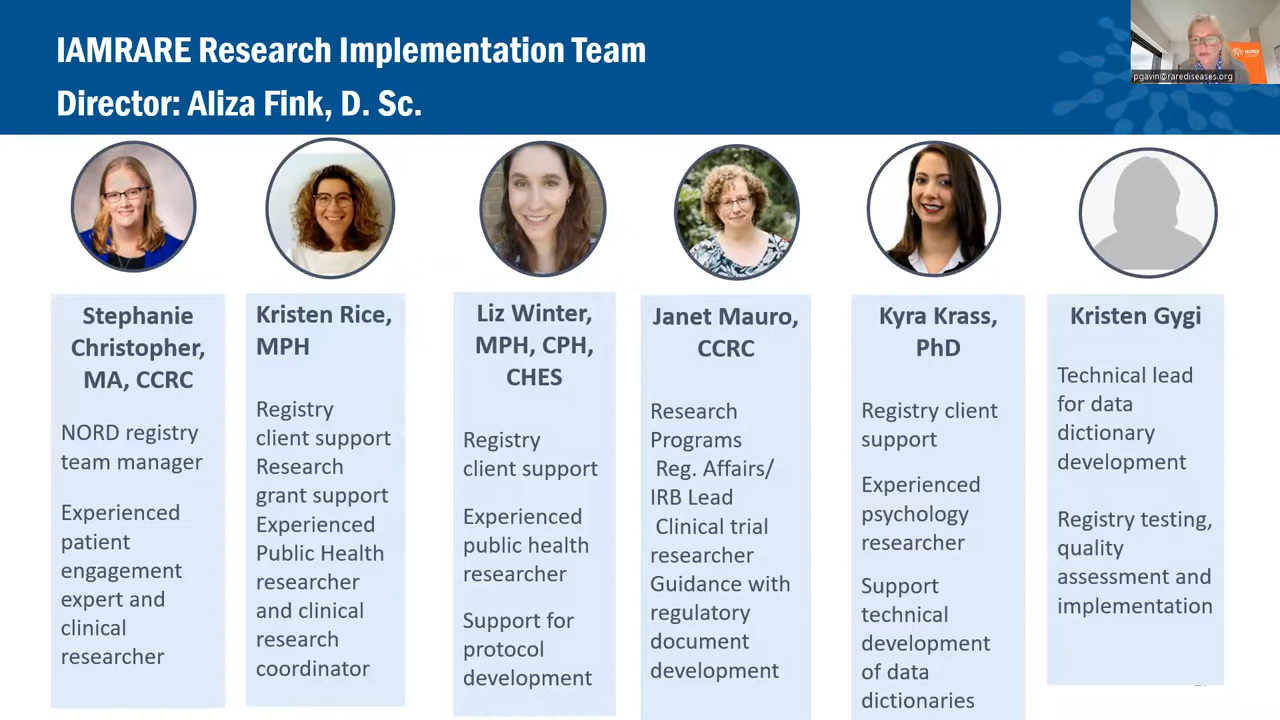 IAMRARE Research Implementation Team
Director: Aliza Fink, D. Sc.
NORD
pgavin@rarediseases.org
Stephanie
Christopher,
MA, CCRC
NORD registry
team manager
Experienced
patient
engagement
expert and
clinical
researcher
Kristen Rice,
MPH
Registry
client support
Research
grant support
Experienced
Public Health
researcher
and clinical
research
coordinator
Liz Winter,
MPH, CPH,
CHES
Registry
client support
Experienced
public health
researcher
Support for
protocol
development
Janet Mauro,
CCRC
Research
Programs
Reg. Affairs/
IRB Lead
Clinical trial
researcher
Guidance with
regulatory
document
development
Kyra Krass,
PhD
Registry client
support
Experienced
psychology
researcher
Support
technical
development
of data
dictionaries
Kristen Gygi
Technical lead
for data
dictionary
development
Registry testing,
quality
assessment and
implementation